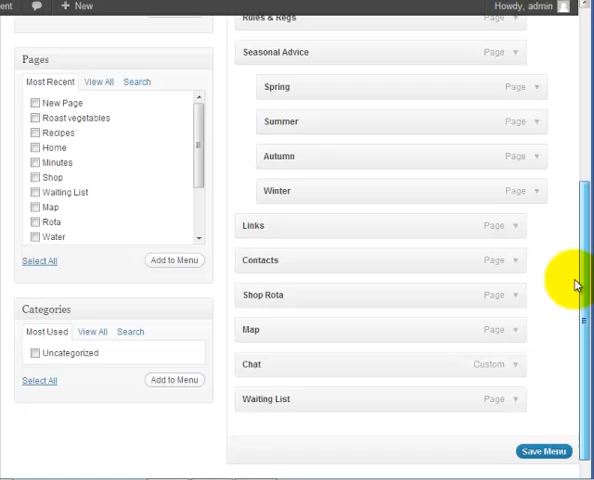 ent
New
Howdy, admin
Pages
Most Recent
View All
Search
New Page
Roast vegetables
Recipes
Home
Minutes
Shop
Waiting List
Map
Rota
Water
Select All
Add to Menu
Categories
Most Used
View All
Search
Uncategorized
Select All
Add to Menu
Rules & Regs Page
Seasonal Advice Page
Spring Page
Summer Page
Autumn Page
Winter Page
Links Page
Contacts Page
Shop Rota Page
Map Page
Chat Custom
Waiting List Page
Save Menu